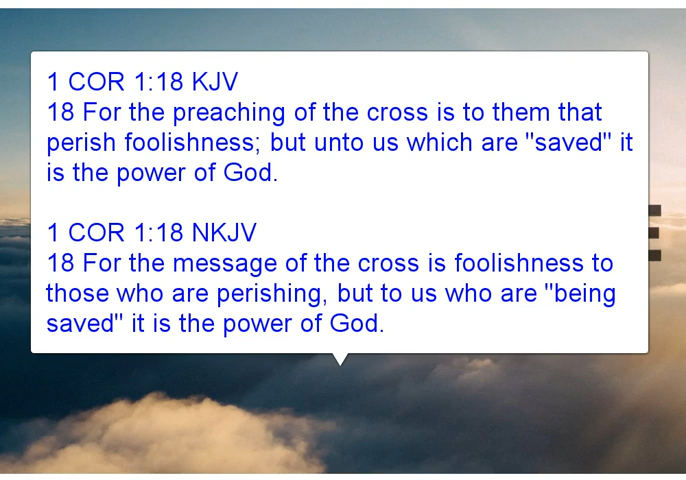 1 COR 1:18 KJV
18 For the preaching of the cross is to them that
perish foolishness; but unto us which are "saved" it
is the power of God.
1 COR 1:18 NKJV
18 For the message of the cross is foolishness to
those who are perishing, but to us who are "being
saved" it is the power of God.